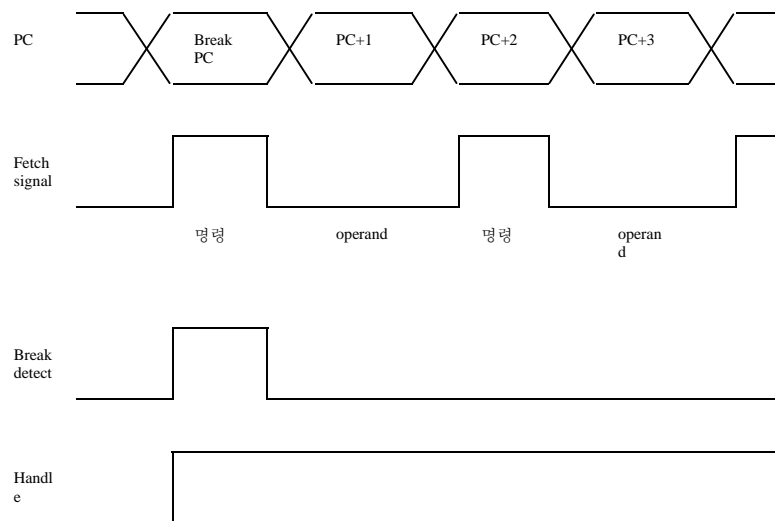 PC
Break
PC
PC+1
PC+2
PC+3
Fetch
signal
명령
operand
명령
operan
d
Break
detect
Handl
e